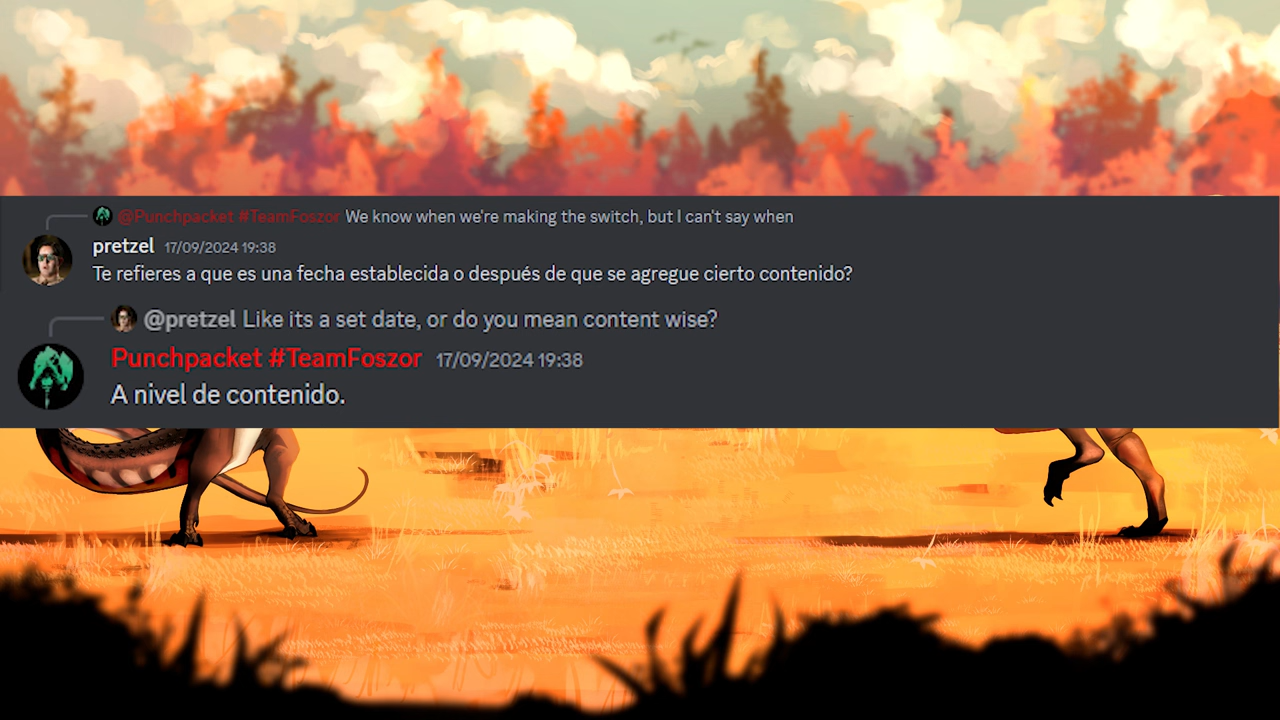 @Punchpacket #TeamFoszor We know when we're making the switch, but I can't say when
pretzel 17/09/2024 19:38
Te refieres a que es una fecha establecida o después de que se agregue cierto contenido?
@pretzel Like its a set date, or do you mean content wise?
Punchpacket #TeamFoszor 17/09/2024 19:38
A nivel de contenido.